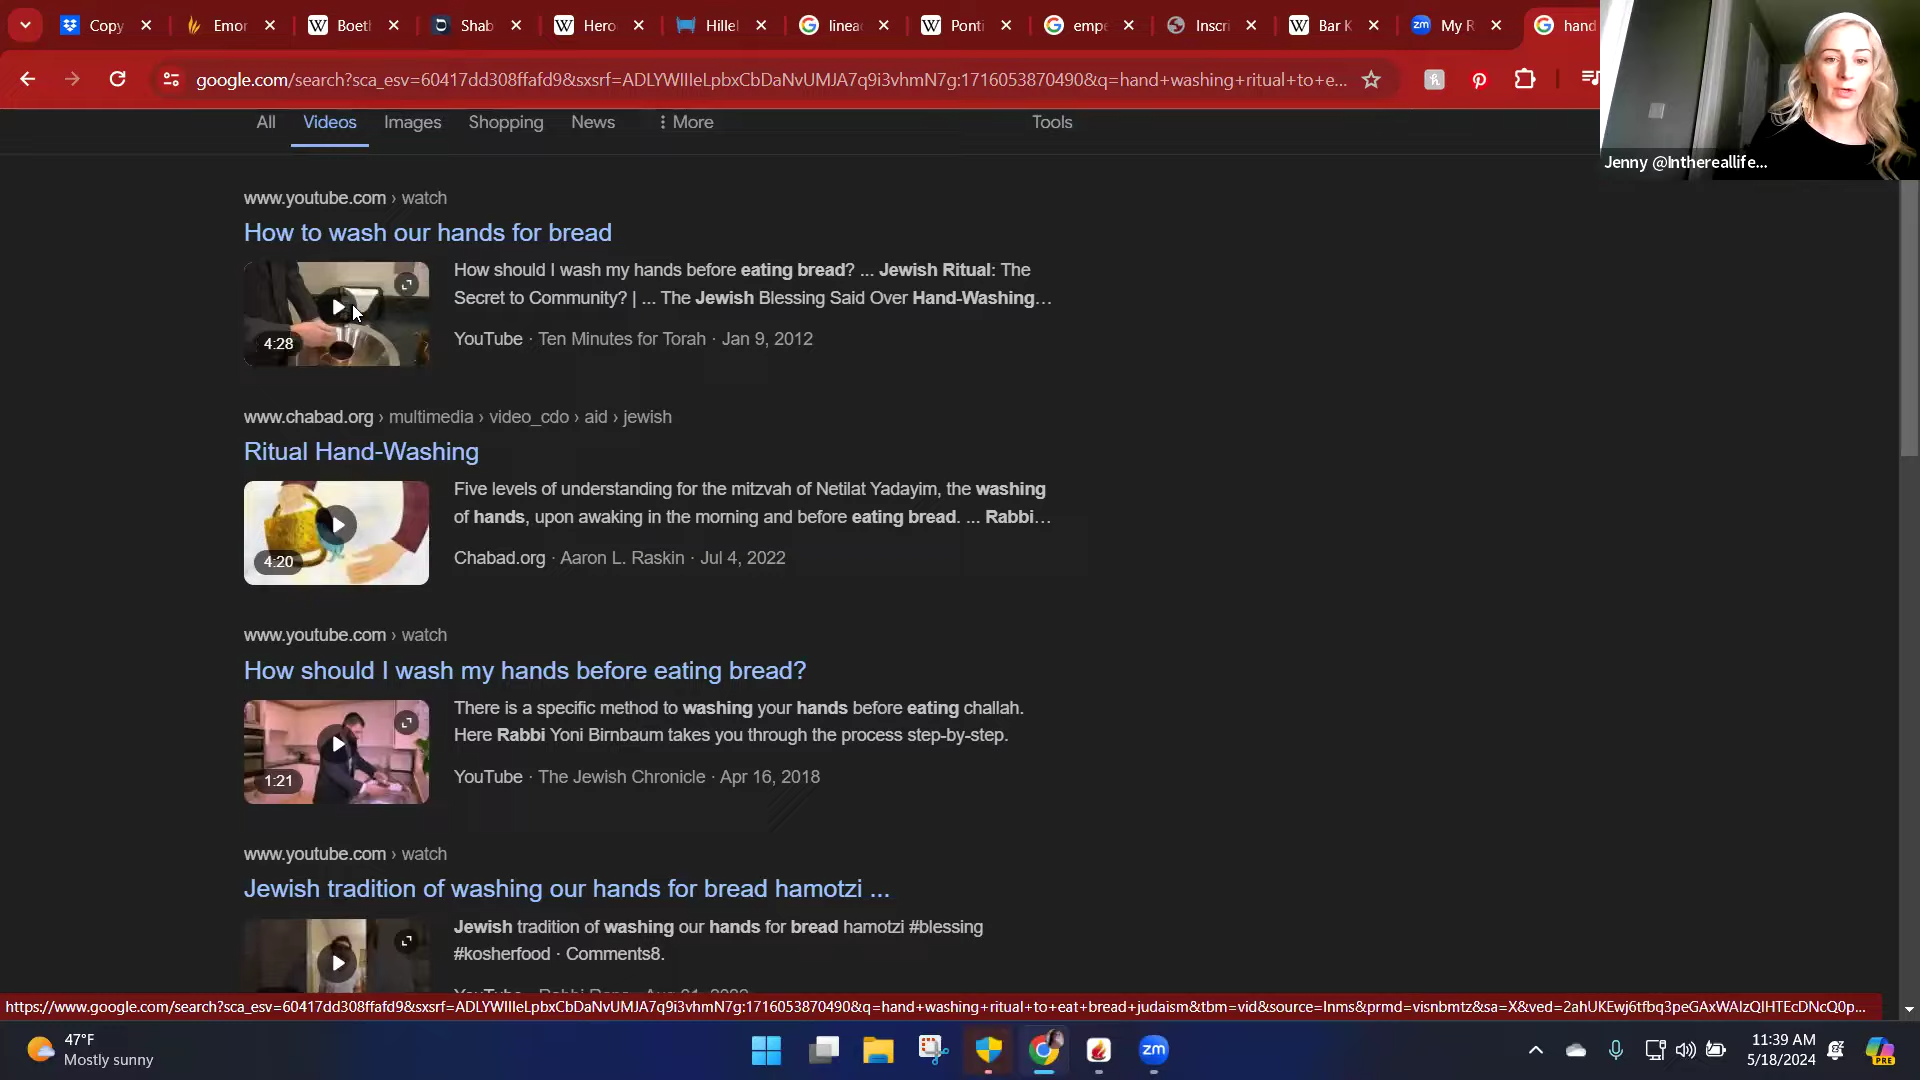 Copy
Emor
Boetl
Shab
Hero
Hillel
linea
Ponti
empe
Inscri
Bar K
My R
hand
google.com/search?sca_esv=60417dd308ffafd9&sxsrf=ADLYWIIIeLpbxCbDaNvUMJA7q9i3vhmN7g:1716053870490&q=hand+washing+ritual+to+e...
Jenny @Inthereallife...
All Videos Images Shopping News More Tools
www.youtube.com › watch
How to wash our hands for bread
How should I wash my hands before eating bread? ... Jewish Ritual: The
Secret to Community? | ... The Jewish Blessing Said Over Hand-Washing...
4:28
YouTube · Ten Minutes for Torah · Jan 9, 2012
www.chabad.org › multimedia › video_cdo › aid › jewish
Ritual Hand-Washing
Five levels of understanding for the mitzvah of Netilat Yadayim, the washing
of hands, upon awaking in the morning and before eating bread. ... Rabbi...
4:20
Chabad.org · Aaron L. Raskin · Jul 4, 2022
www.youtube.com › watch
How should I wash my hands before eating bread?
There is a specific method to washing your hands before eating challah.
Here Rabbi Yoni Birnbaum takes you through the process step-by-step.
1:21
YouTube · The Jewish Chronicle · Apr 16, 2018
www.youtube.com › watch
Jewish tradition of washing our hands for bread hamotzi ...
Jewish tradition of washing our hands for bread hamotzi #blessing
#kosherfood · Comments8.
https://www.google.com/search?sca_esv=60417dd308ffafd9&sxsrf=ADLYWIIIeLpbxCbDaNvUMJA7q9i3vhmN7g:1716053870490&q=hand+washing+ritual+to+eat+bread+judaism&tbm=vid&source=lnms&prmd=visnbmtz&sa=X&ved=2ahUKEwj6tfbq3peGAxWAlzQIHTEcDNcQ0p...
47°F
Mostly sunny
zm
11:39 AM
5/18/2024
PRE